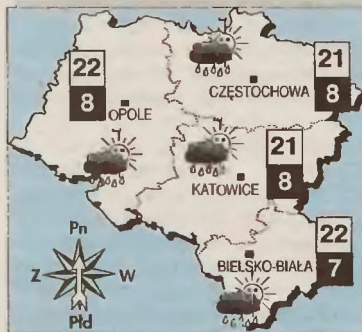 22
8
OPOLE
21
8
CZĘSTOCHOWA
21
8
KATOWICE
22
7
BIELSKO-BIAŁA
Pn
Z W
Płd